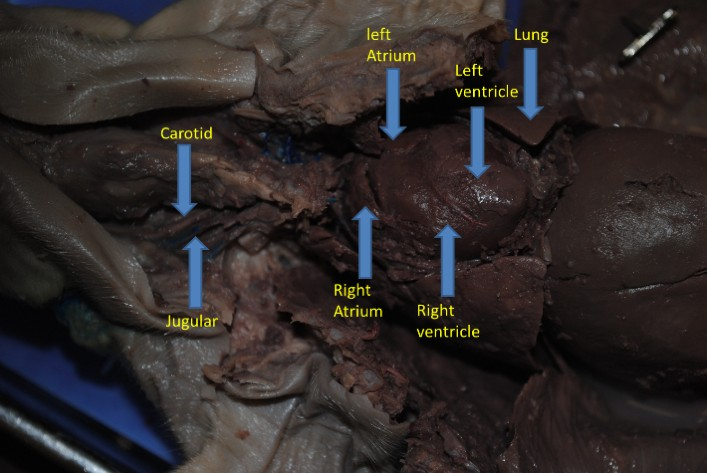 left
Atrium
Lung
Left
ventricle
Carotid
Right
Atrium
Right
ventricle
Jugular